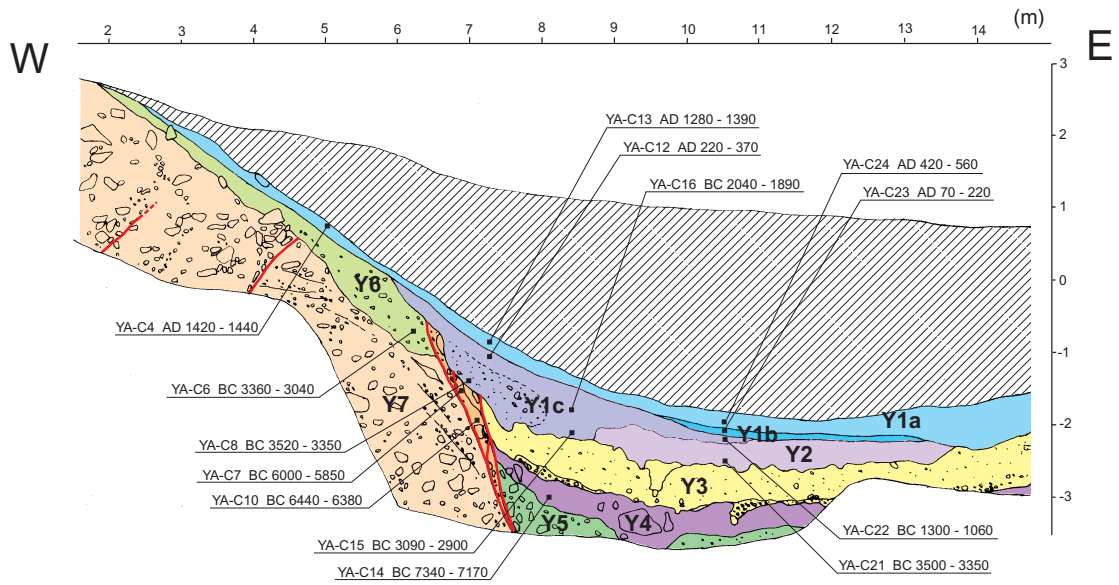 (m)
2 3 4 5 6 7 8 9 10 11 12 13 14
W E
3
2
1
0
-1
-2
-3
YA-C13 AD 1280 - 1390
YA-C12 AD 220 - 370
YA-C16 BC 2040 - 1890
YA-C24 AD 420 - 560
YA-C23 AD 70 - 220
Y6
YA-C4 AD 1420 - 1440
YA-C6 BC 3360 - 3040
Y7
Y1c
Y1b
Y1a
Y2
YA-C8 BC 3520 - 3350
YA-C7 BC 6000 - 5850
YA-C10 BC 6440 - 6380
Y3
Y5
Y4
YA-C15 BC 3090 - 2900
YA-C14 BC 7340 - 7170
YA-C22 BC 1300 - 1060
YA-C21 BC 3500 - 3350